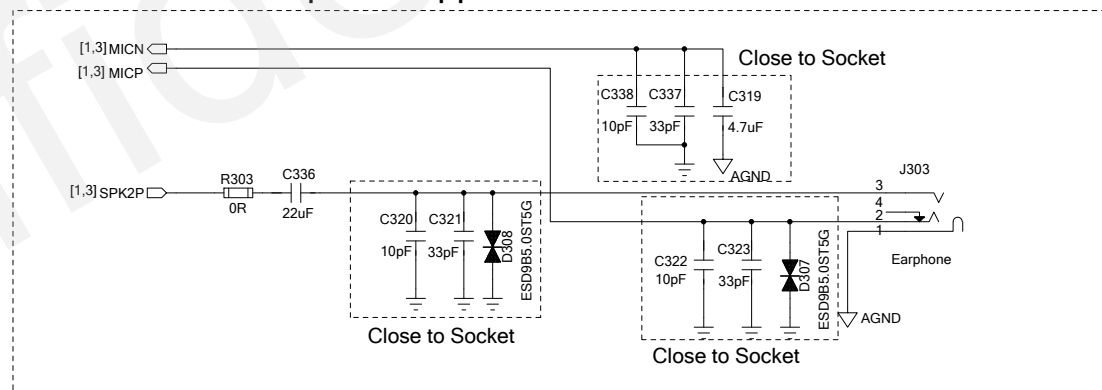 [1,3] MICN
[1,3] MICP
Close to Socket
C338
C337
C319
10pF
33pF
4.7uF
AGND
J303
[1,3] SPK2P
R303
C336
0R
22uF
3
4
2
1
C320
C321
10pF
33pF
D308
ESD9B5.0ST5G
C322
C323
10pF
33pF
D307
ESD9B5.0ST5G
Earphone
AGND
Close to Socket
Close to Socket